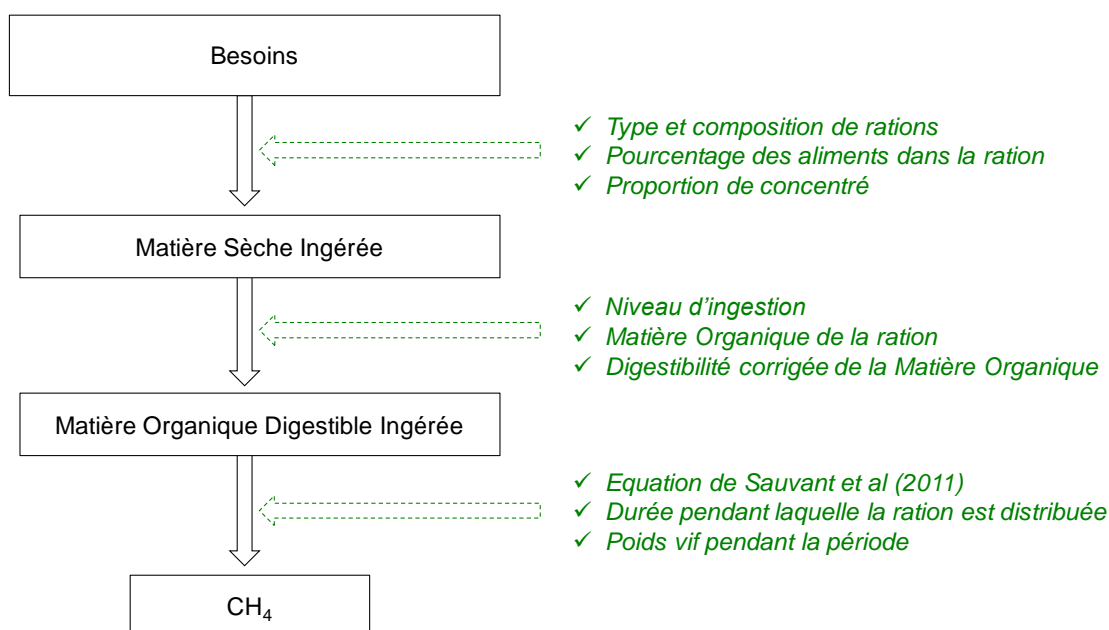 Besoins
✓ Type et composition de rations
✓ Pourcentage des aliments dans la ration
✓ Proportion de concentré
Matière Sèche Ingérée
✓ Niveau d’ingestion
✓ Matière Organique de la ration
✓ Digestibilité corrigée de la Matière Organique
Matière Organique Digestible Ingérée
✓ Equation de Sauvant et al (2011)
✓ Durée pendant laquelle la ration est distribuée
✓ Poids vif pendant la période
CH₄